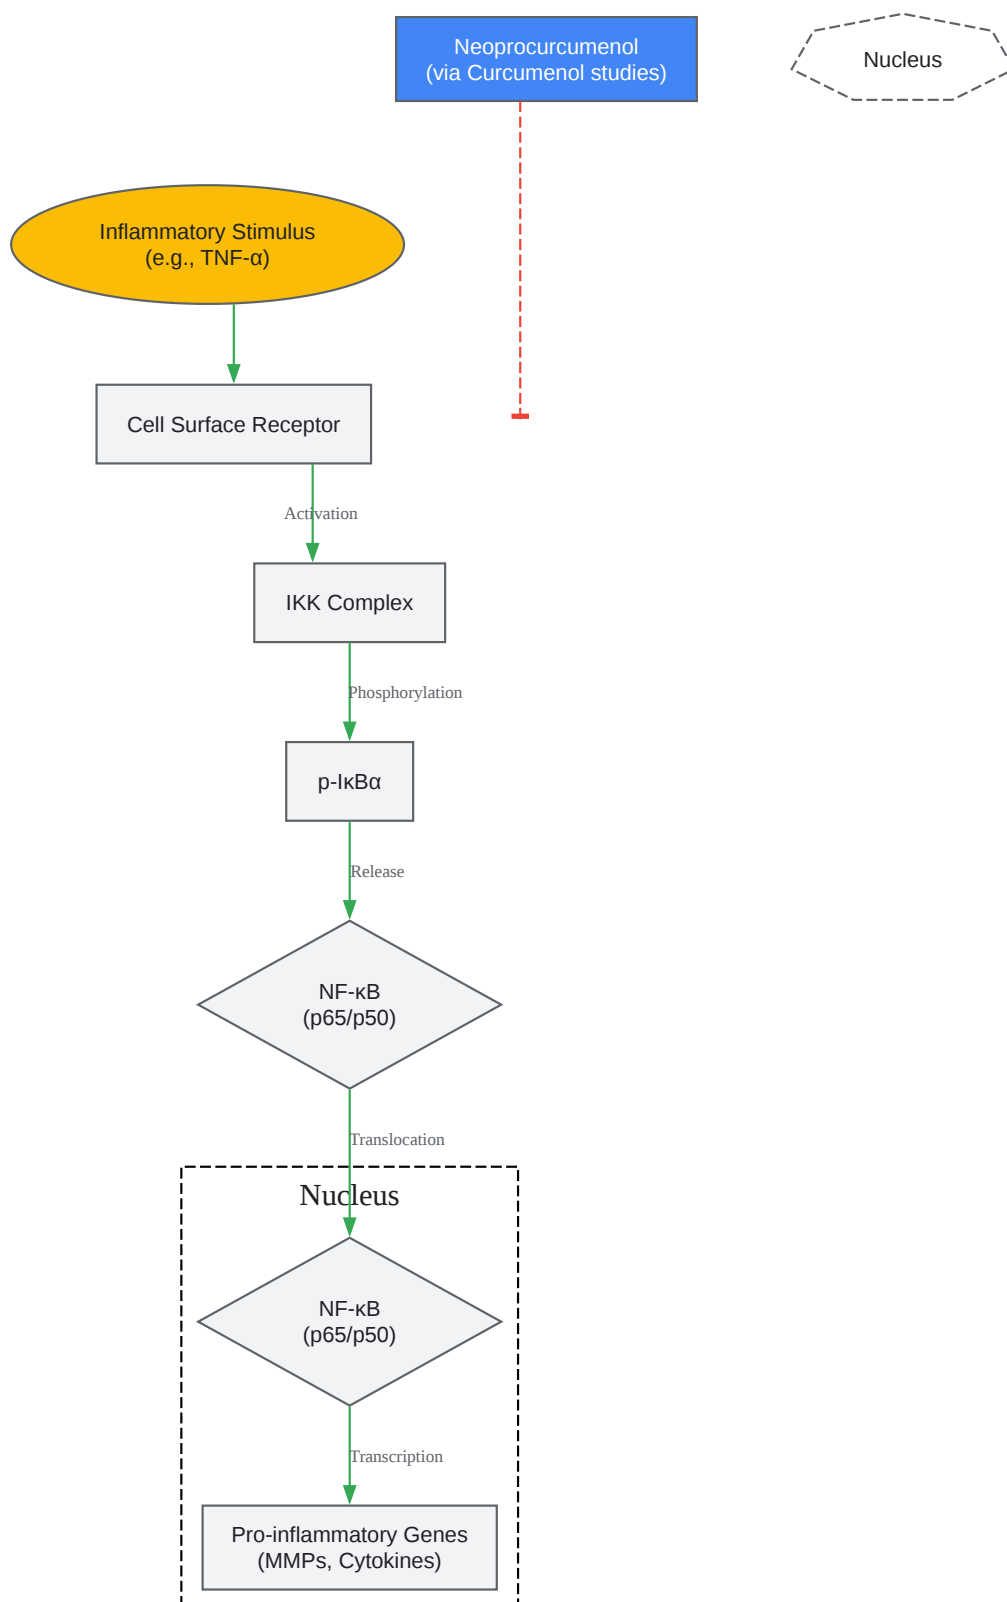 Neoprocurcumenol
(via Curcumenol studies)
Nucleus
Inflammatory Stimulus
(e.g., TNF-α)
Cell Surface Receptor
Activation
IKK Complex
Phosphorylation
p-IκBα
Release
NF-κB
(p65/p50)
Translocation
Nucleus
NF-κB
(p65/p50)
Transcription
Pro-inflammatory Genes
(MMPs, Cytokines)